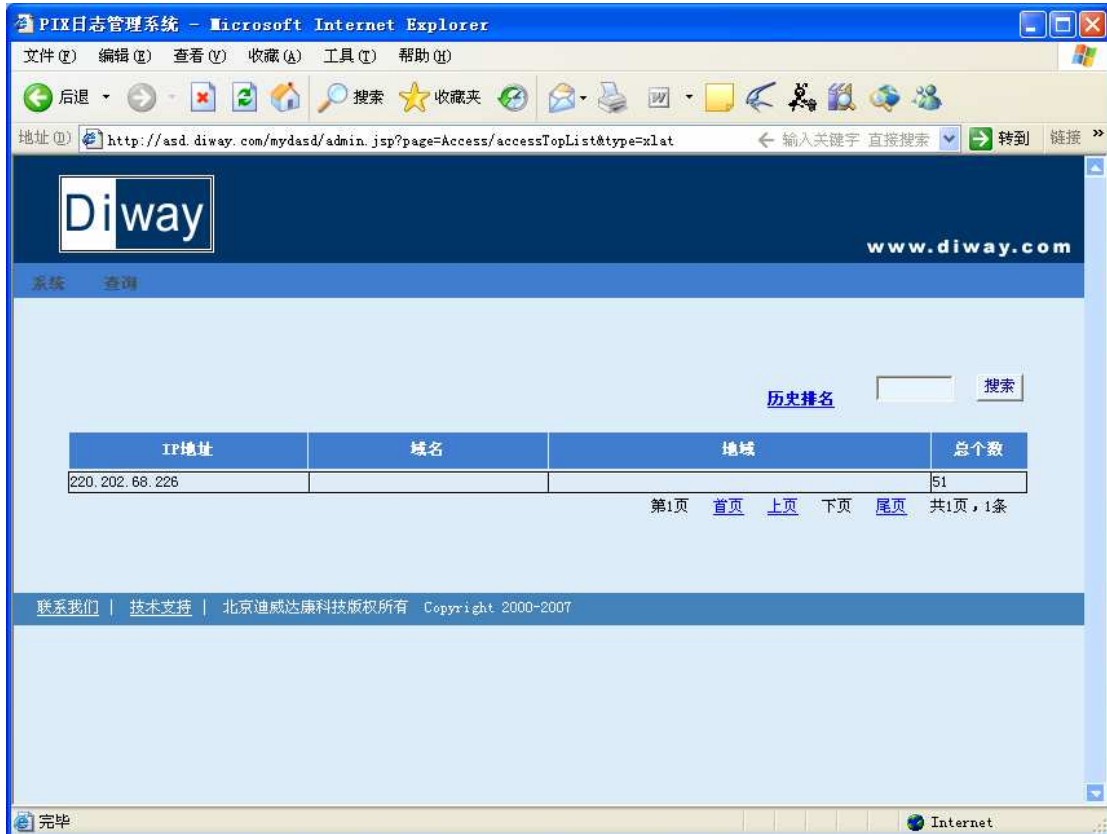 PIX日志管理系统 - Microsoft Internet Explorer
文件(F) 编辑(E) 查看(V) 收藏(A) 工具(T) 帮助(H)
后退 搜索 收藏夹
地址(D) http://asd.diway.com/mydasd/admin.jsp?page=Access/accessTopList&type=xlat ← 输入关键字 直接搜索 转到 链接 »
Diway
www.diway.com
系统 查询
历史排名 搜索
IP地址 域名 地域 总个数
220.202.68.226 51
第1页 首页 上页 下页 尾页 共1页，1条
联系我们 | 技术支持 | 北京迪威达康科技版权所有 Copyright 2000-2007
完毕 Internet